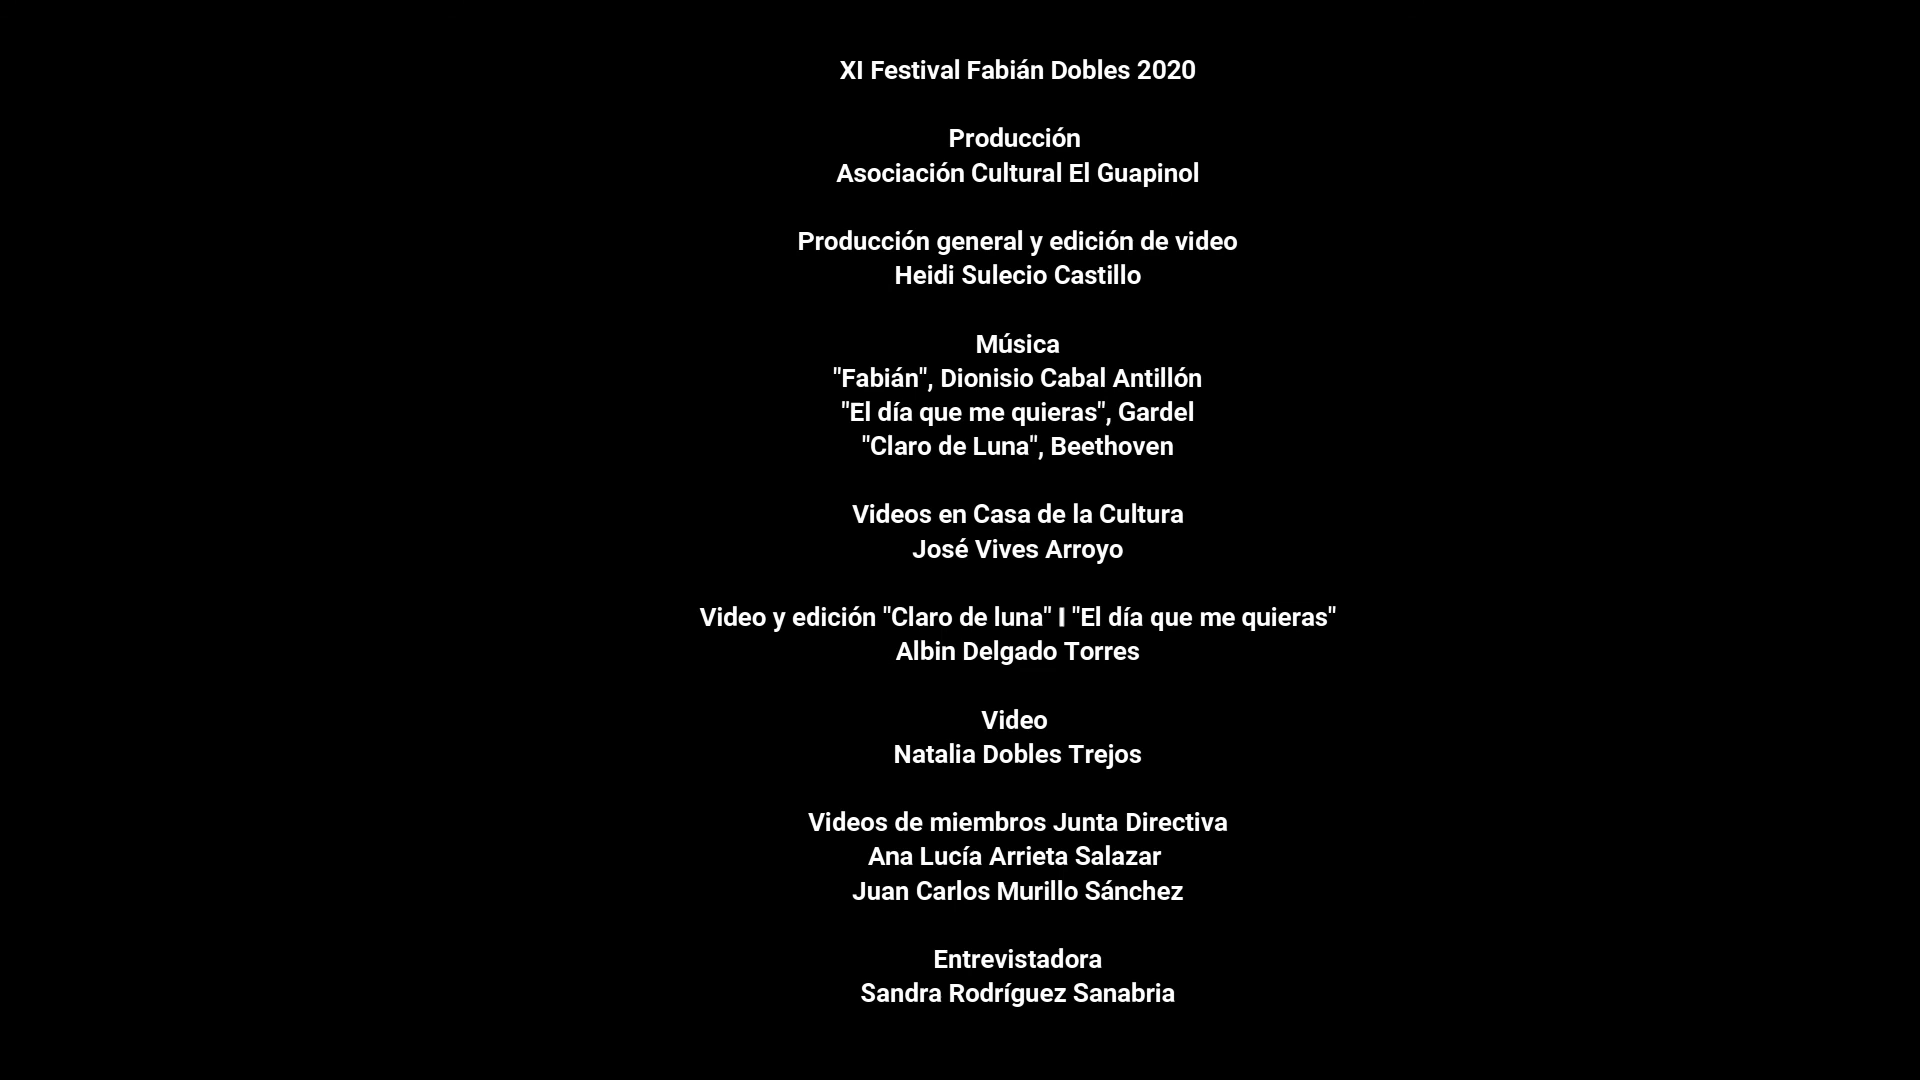 XI Festival Fabián Dobles 2020
Producción
Asociación Cultural El Guapinol
Producción general y edición de video
Heidi Sulecio Castillo
Música
"Fabián", Dionisio Cabal Antillón
"El día que me quieras", Gardel
"Claro de Luna", Beethoven
Videos en Casa de la Cultura
José Vives Arroyo
Video y edición "Claro de luna" I "El día que me quieras"
Albin Delgado Torres
Video
Natalia Dobles Trejos
Videos de miembros Junta Directiva
Ana Lucía Arrieta Salazar
Juan Carlos Murillo Sánchez
Entrevistadora
Sandra Rodríguez Sanabria